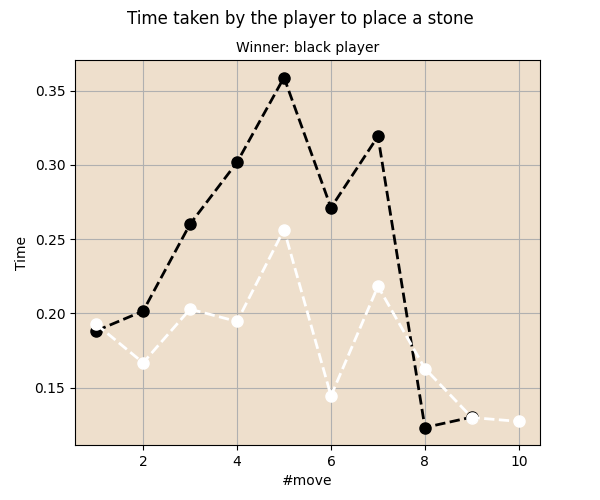 Time taken by the player to place a stone
Winner: black player
0.35
0.30
0.25
0.20
0.15
Time
2 4 6 8 10
#move